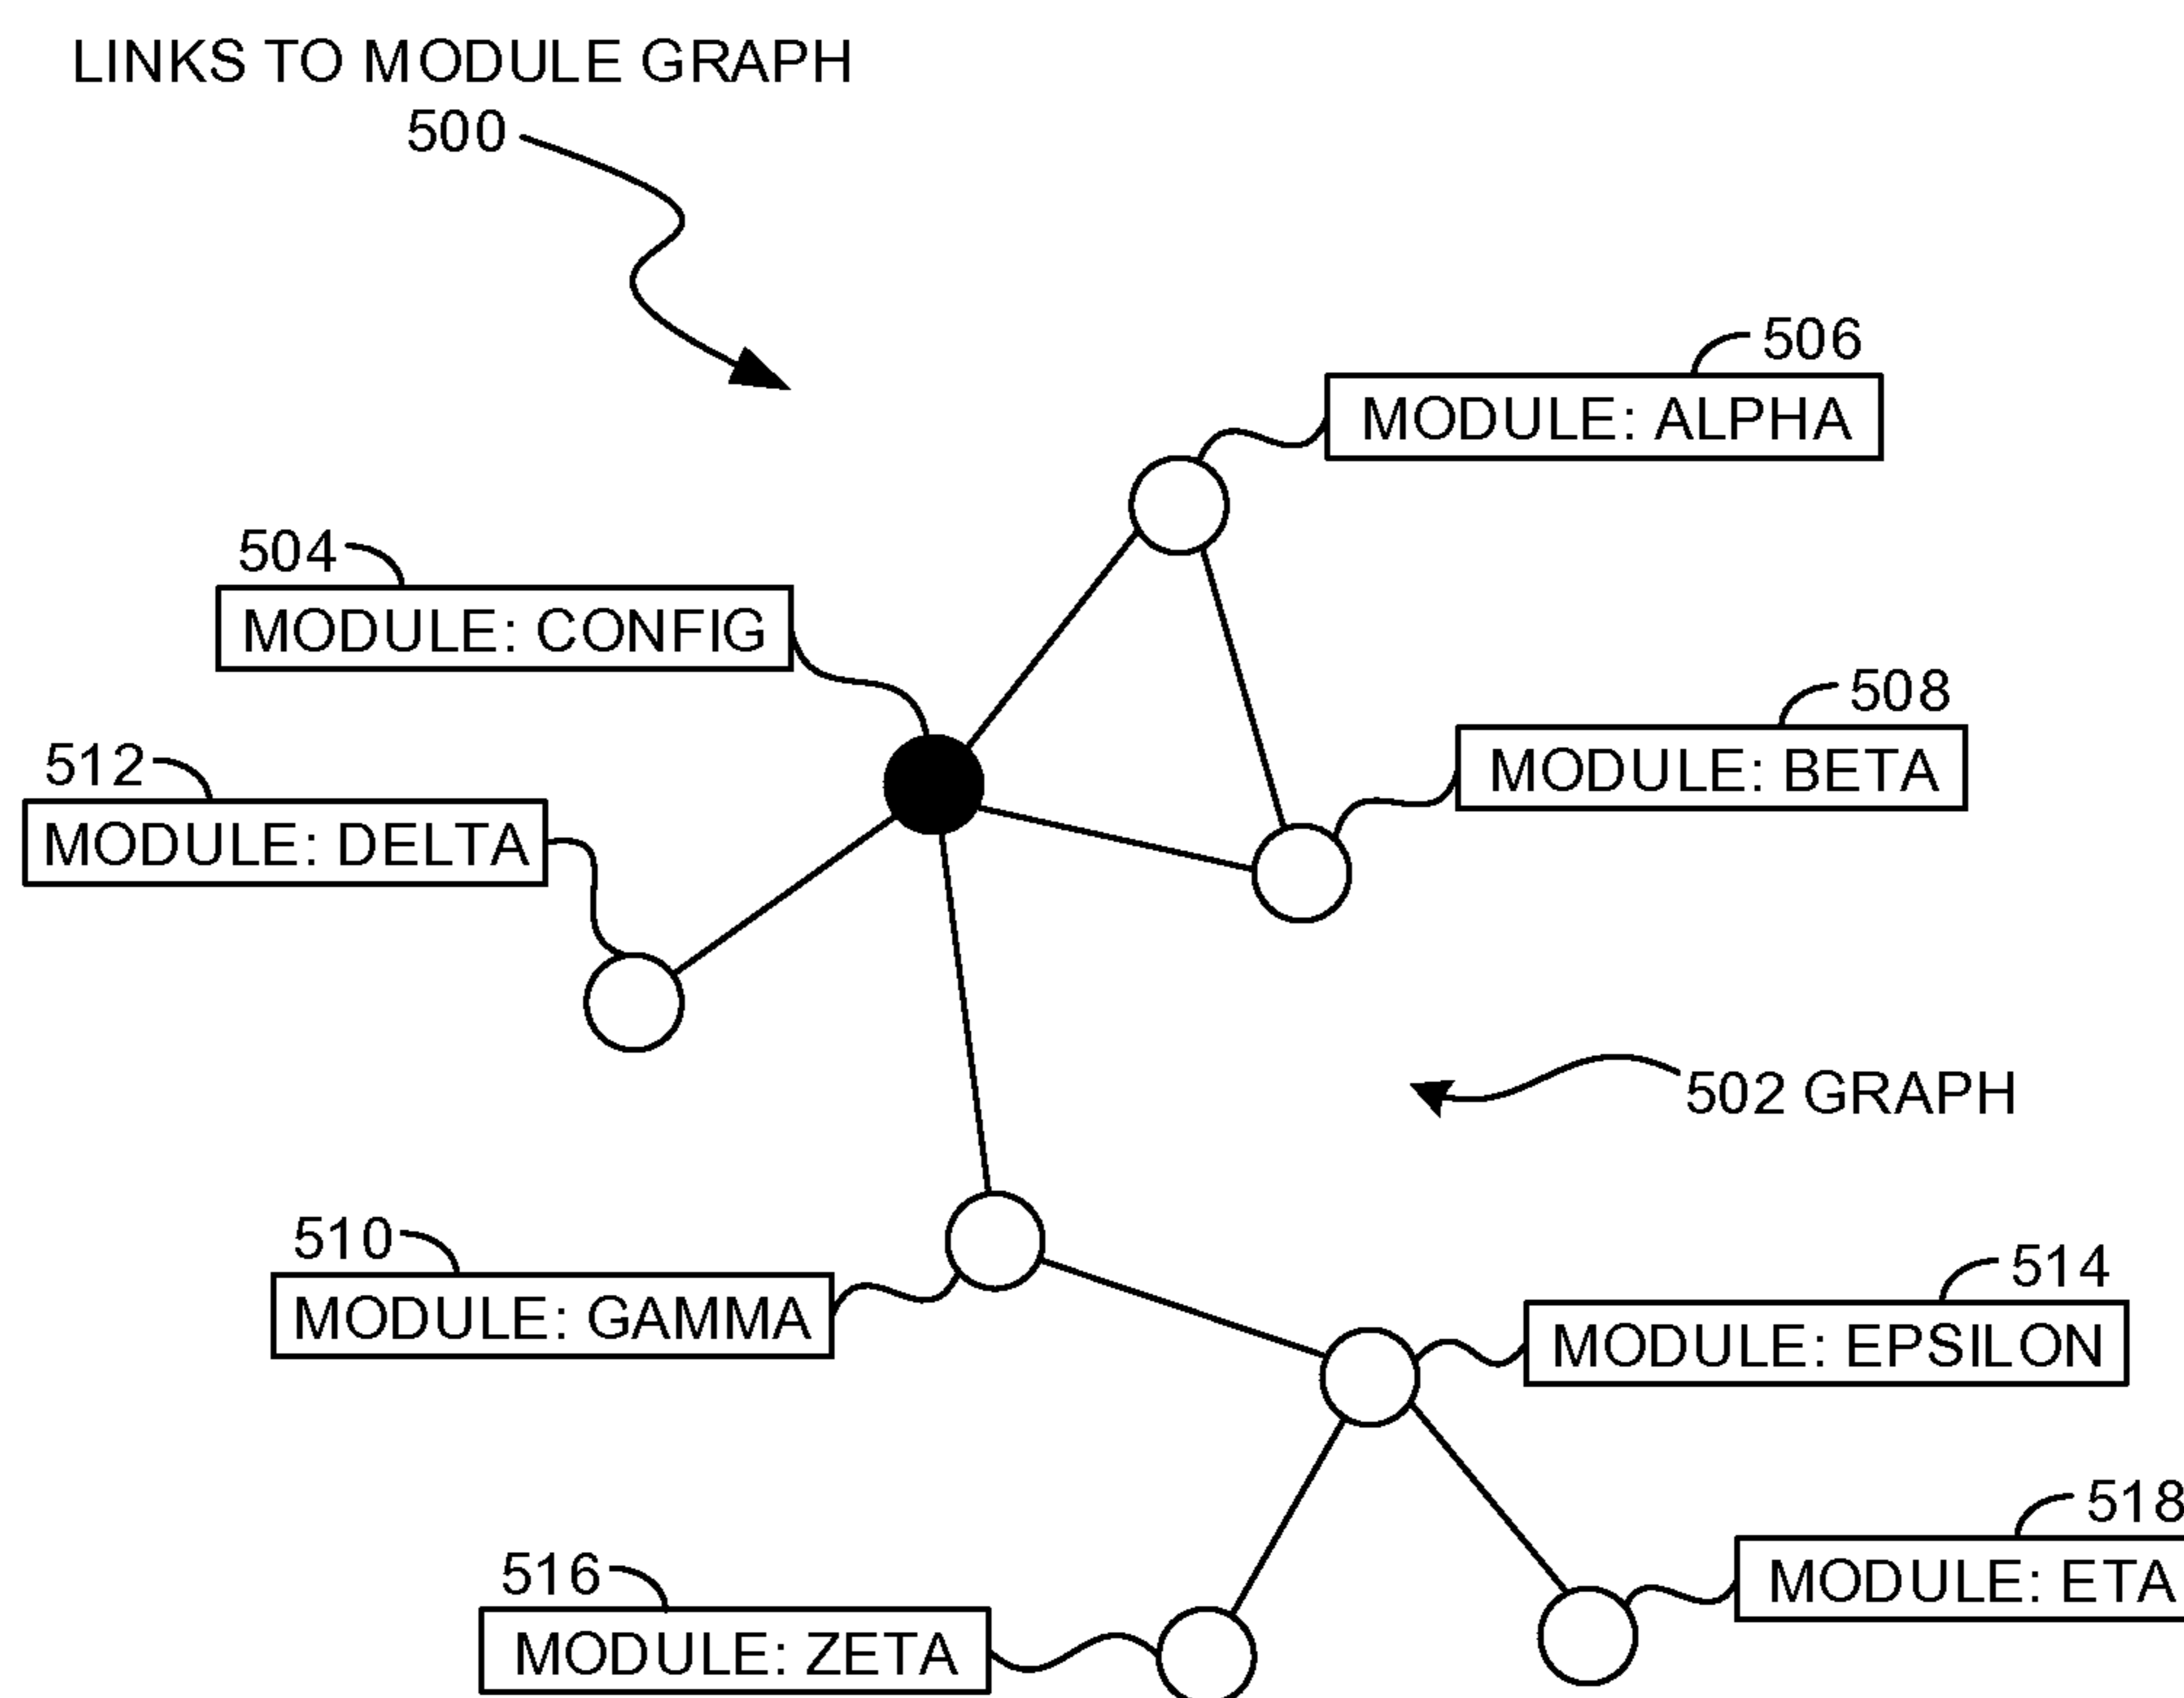 LINKS TO MODULE GRAPH
500
506
MODULE: ALPHA
504
MODULE: CONFIG
508
MODULE: BETA
512
MODULE: DELTA
502 GRAPH
510
MODULE: GAMMA
514
MODULE: EPSILON
518
MODULE: ETA
516
MODULE: ZETA